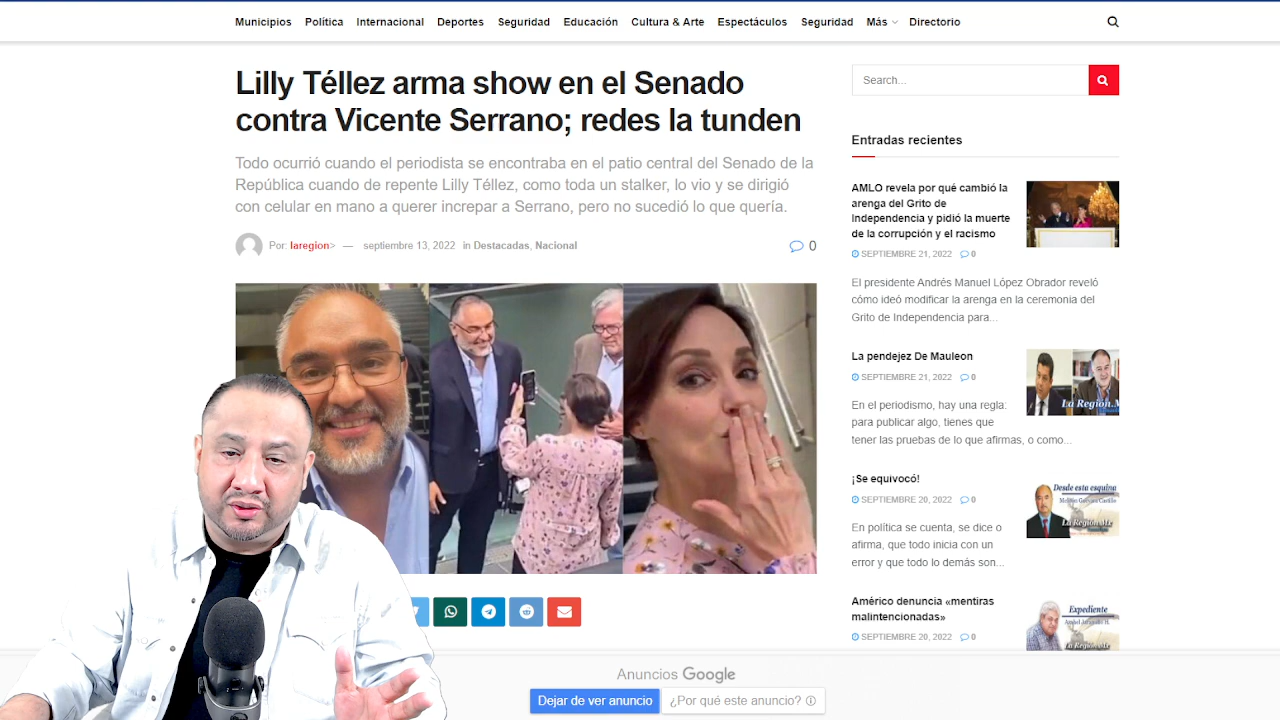 Municipios Política Internacional Deportes Seguridad Educación Cultura & Arte Espectáculos Seguridad Más Directorio
Lilly Téllez arma show en el Senado
contra Vicente Serrano; redes la tunden
Todo ocurrió cuando el periodista se encontraba en el patio central del Senado de la
República cuando de repente Lilly Téllez, como toda un stalker, lo vio y se dirigió
con celular en mano a querer increpar a Serrano, pero no sucedió lo que quería.
Por: laregion> — septiembre 13, 2022 in Destacadas, Nacional
0
Search...
Entradas recientes
AMLO revela por qué cambió la
arenga del Grito de
Independencia y pidió la muerte
de la corrupción y el racismo
SEPTIEMBRE 21, 2022 0
El presidente Andrés Manuel López Obrador reveló
cómo ideó modificar la arenga en la ceremonia del
Grito de Independencia para...
La pendejez De Mauleon
SEPTIEMBRE 21, 2022 0
La Región.M
En el periodismo, hay una regla:
para publicar algo, tienes que
tener las pruebas de lo que afirmas, o como...
¡Se equivocó!
SEPTIEMBRE 20, 2022 0
Desde esta esquina
La Región.Mx
En política se cuenta, se dice o
afirma, que todo inicia con un
error y que todo lo demás son...
Américo denuncia «mentiras
malintencionadas»
SEPTIEMBRE 20, 2022 0
Expediente
La Región.Mx
Anuncios Google
Dejar de ver anuncio
¿Por qué este anuncio?